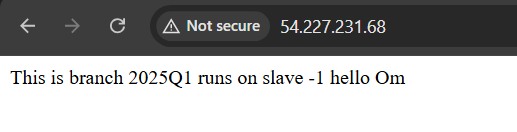 Not secure 54.227.231.68
This is branch 2025Q1 runs on slave -1 hello Om